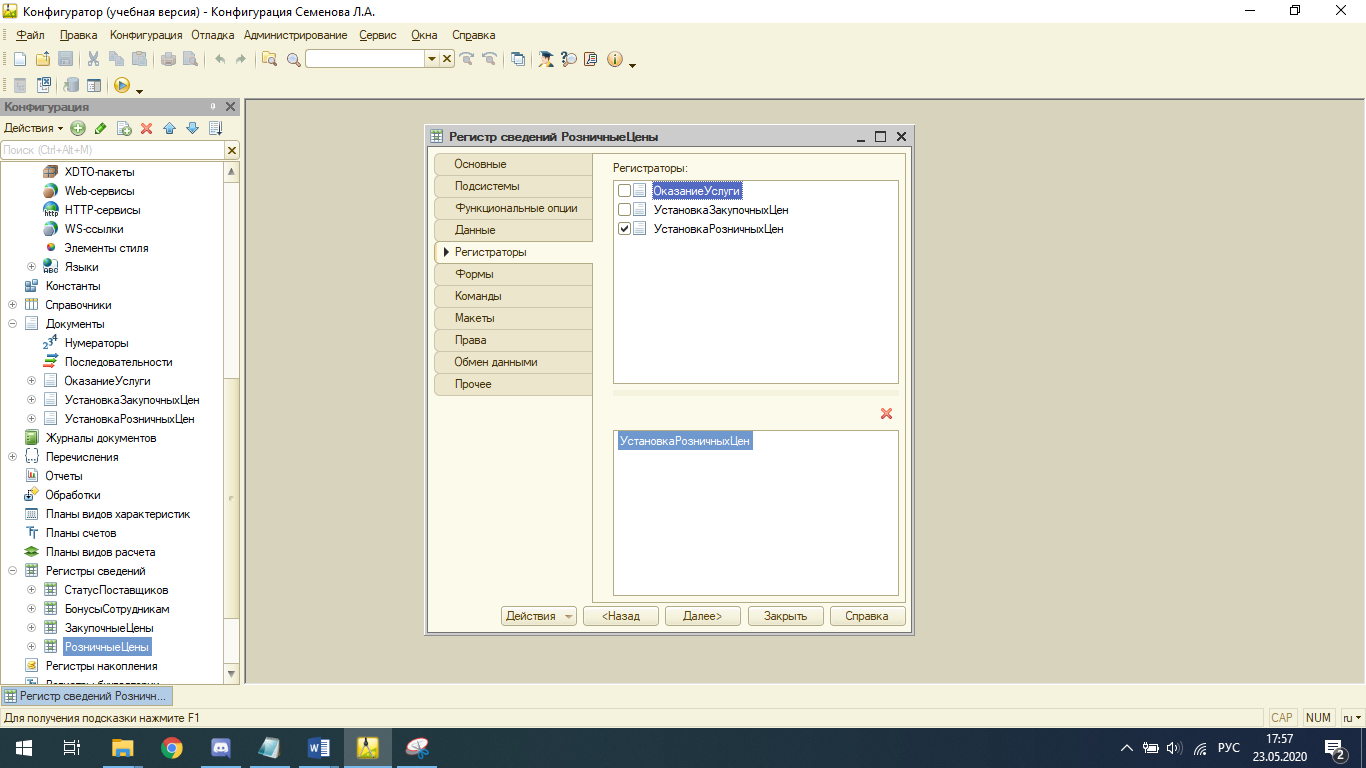 Конфигуратор (учебная версия) - Конфигурация Семенова Л.А.
Файл Правка Конфигурация Отладка Администрирование Сервис Окна Справка
Конфигурация
Действия
Поиск (Ctrl+Alt+M)
XDTO-пакеты
Web-сервисы
HTTP-сервисы
WS-ссылки
Элементы стиля
Языки
Константы
Справочники
Документы
Нумераторы
Последовательности
ОказаниеУслуги
УстановкаЗакупочныхЦен
УстановкаРозничныхЦен
Журналы документов
Перечисления
Отчеты
Обработки
Планы видов характеристик
Планы счетов
Планы видов расчета
Регистры сведений
СтатусПоставщиков
БонусыСотрудникам
ЗакупочныеЦены
РозничныеЦены
Регистры накопления
Регистр сведений РозничныеЦены
Основные
Подсистемы
Функциональные опции
Данные
Регистраторы
Формы
Команды
Макеты
Права
Обмен данными
Прочее
Регистраторы:
ОказаниеУслуги
УстановкаЗакупочныхЦен
УстановкаРозничныхЦен
УстановкаРозничныхЦен
Действия <Назад Далее> Закрыть Справка
Регистр сведений Розничн...
Для получения подсказки нажмите F1
CAP NUM ru
РУС
17:57
23.05.2020
2